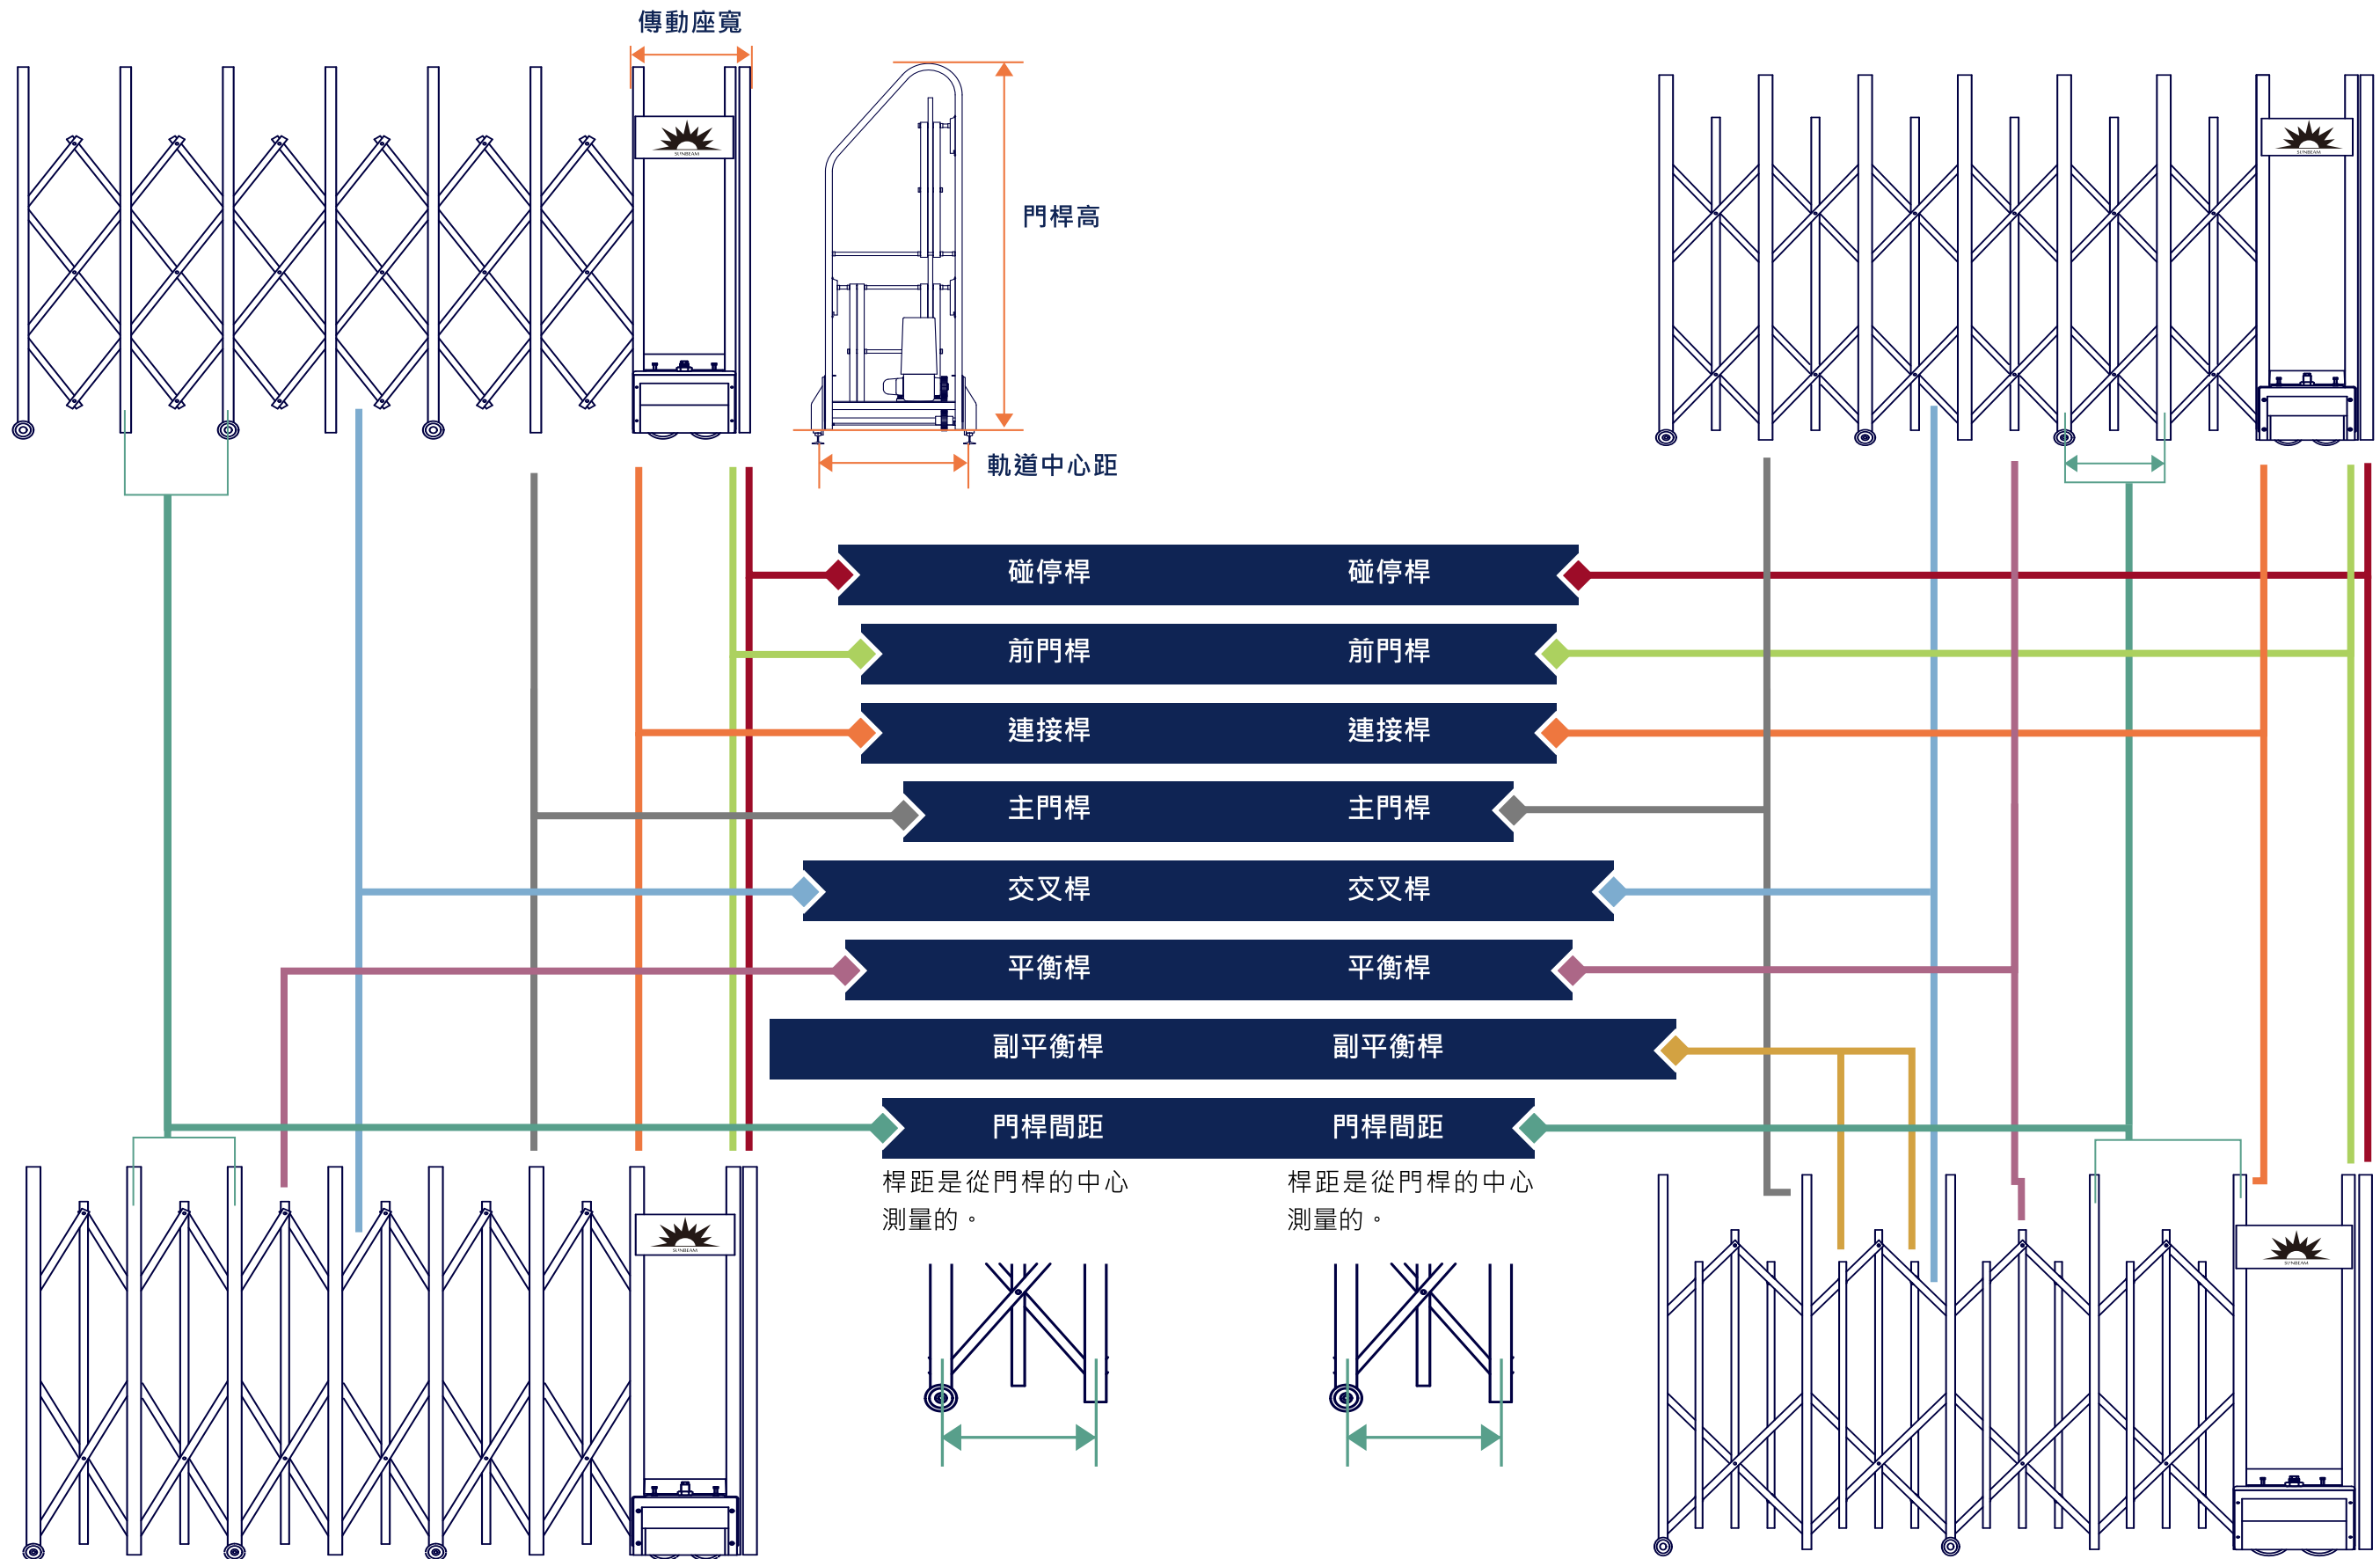 傳動座寬
SUNBEAM
SUNBEAM
門桿高
軌道中心距
碰停桿 碰停桿
前門桿 前門桿
連接桿 連接桿
主門桿 主門桿
交叉桿 交叉桿
平衡桿 平衡桿
副平衡桿 副平衡桿
門桿間距 門桿間距
桿距是從門桿的中心
測量的。
桿距是從門桿的中心
測量的。
SUNBEAM
SUNBEAM